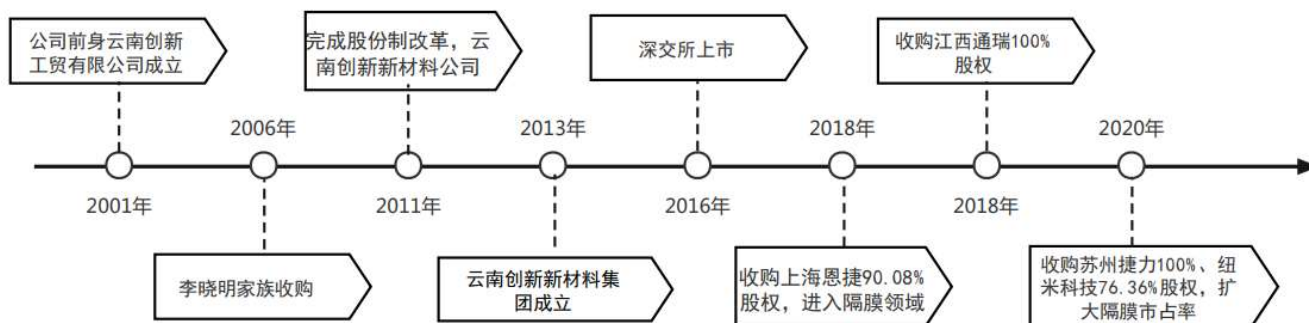 公司前身云南创新
工贸有限公司成立
完成股份制改革，云
南创新新材料公司
深交所上市
收购江西通瑞100%
股权
2006年
2013年
2018年
2020年
2001年
2011年
2016年
2018年
李晓明家族收购
云南创新新材料集
团成立
收购上海恩捷90.08%
股权，进入隔膜领域
收购苏州捷力100%、纽
米科技76.36%股权，扩
大隔膜市占率